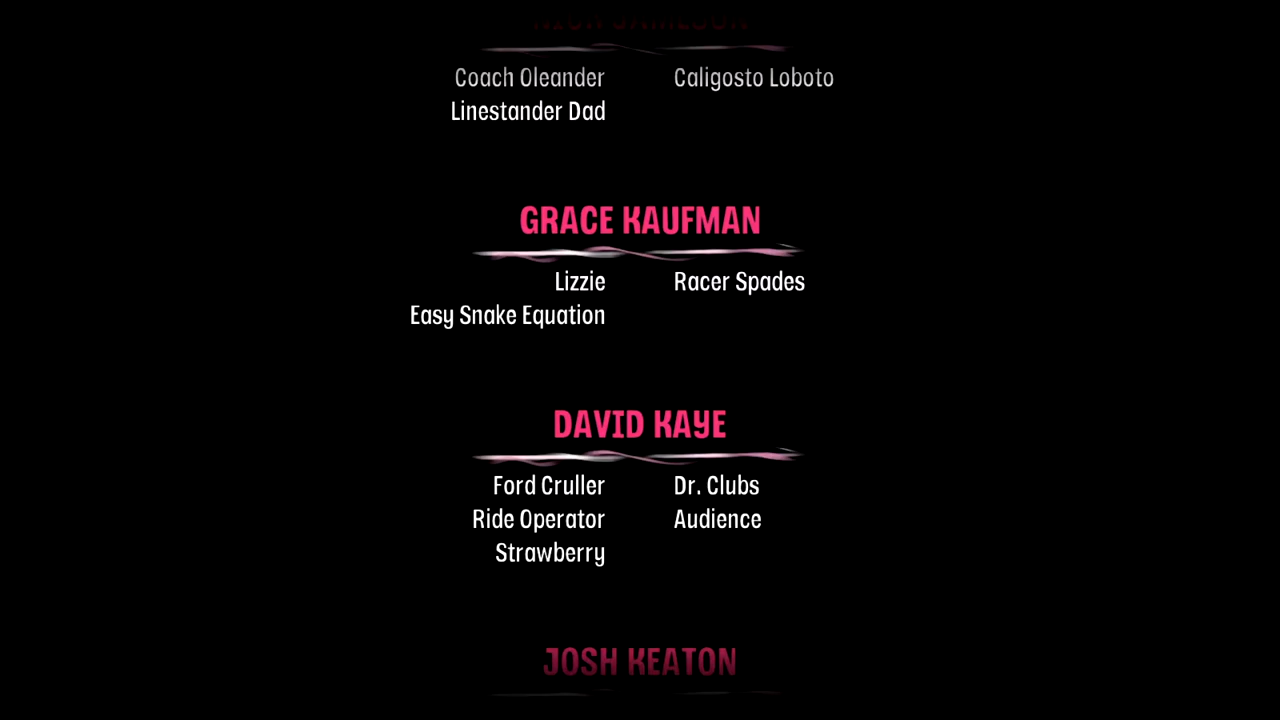 Coach Oleander Caligosto Loboto
Linestander Dad
GRACE KAUFMAN
Lizzie Racer Spades
Easy Snake Equation
DAVID KAYE
Ford Cruller Dr. Clubs
Ride Operator Audience
Strawberry
JOSH KEATON